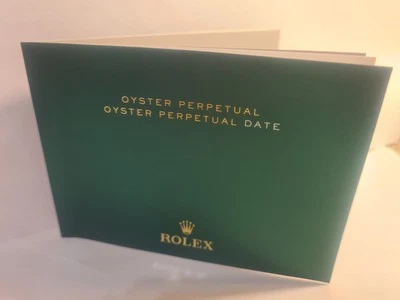 OYSTER PERPETUAL
OYSTER PERPETUAL DATE
ROLEX